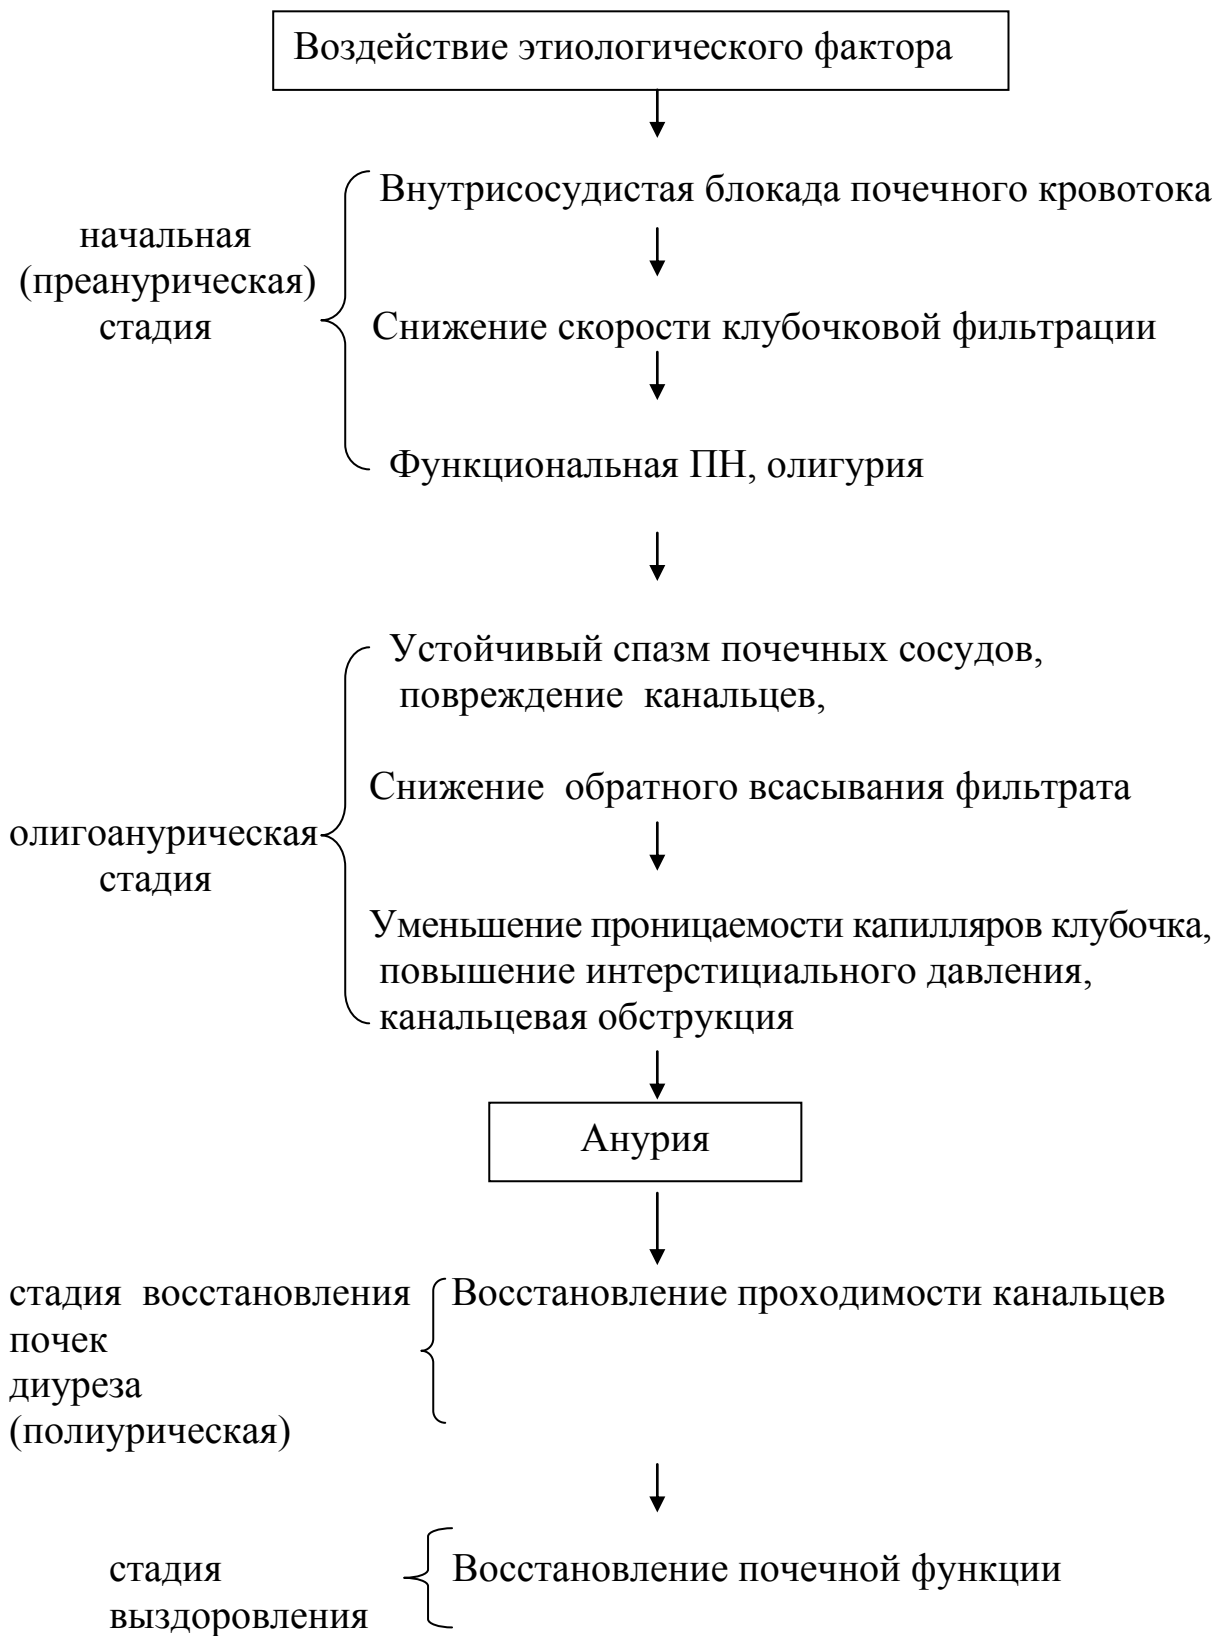 Воздействие этиологического фактора
Внутрисосудистая блокада почечного кровотока
начальная
(преанурическая)
стадия
Снижение скорости клубочковой фильтрации
Функциональная ПН, олигурия
Устойчивый спазм почечных сосудов,
повреждение канальцев,
Снижение обратного всасывания фильтрата
олигоанурическая
стадия
Уменьшение проницаемости капилляров клубочка,
повышение интерстициального давления,
канальцевая обструкция
Анурия
стадия восстановления
почек
диуреза
(полиурическая)
Восстановление проходимости канальцев
стадия
выздоровления
Восстановление почечной функции